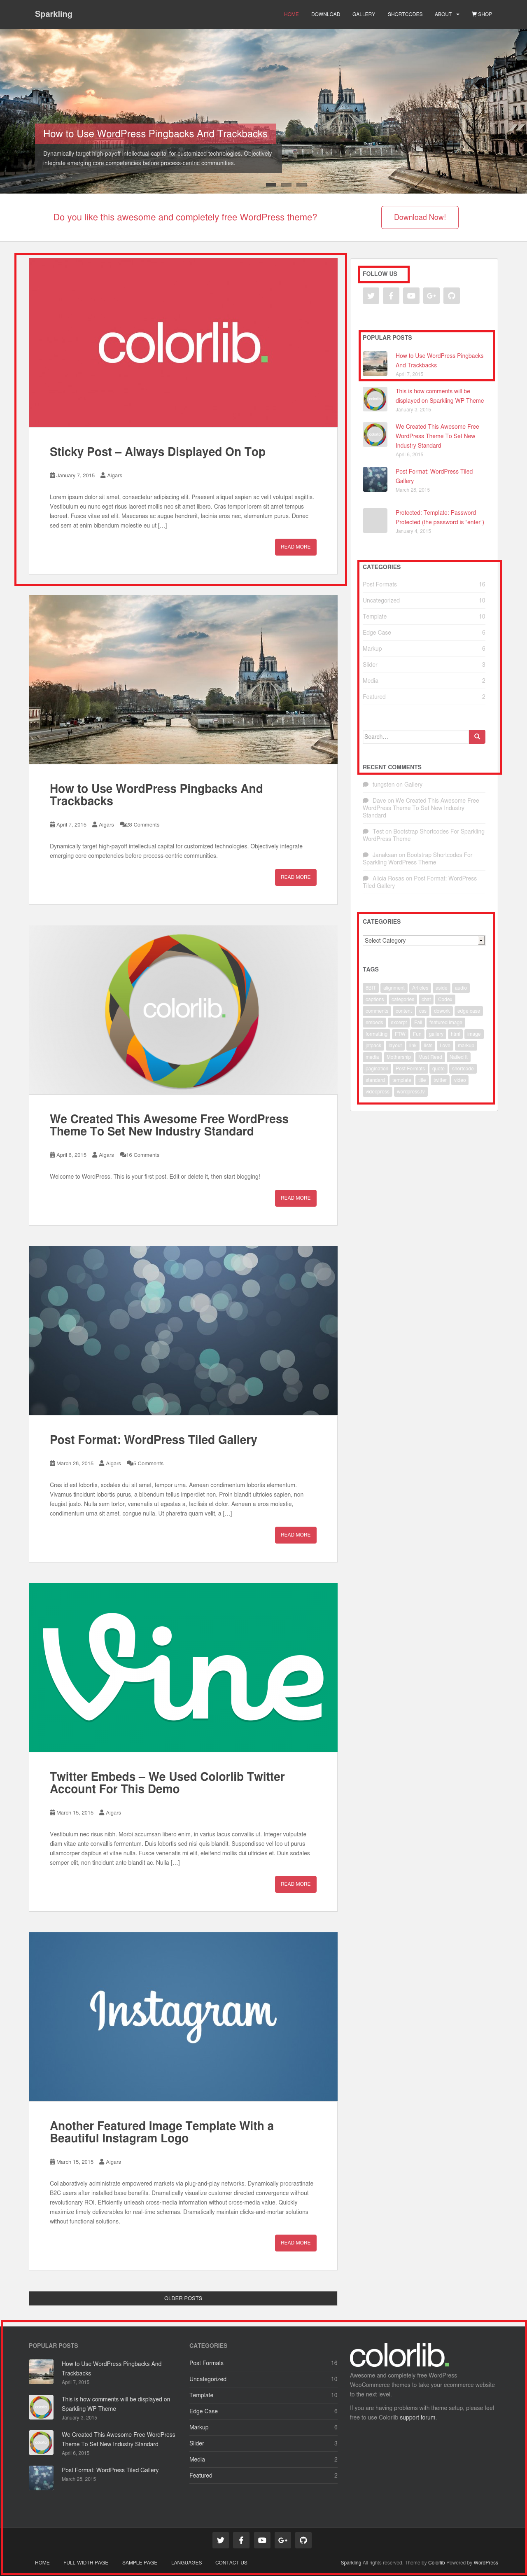 Sparkling
HOME DOWNLOAD GALLERY SHORTCODES ABOUT SHOP
How to Use WordPress Pingbacks And Trackbacks
Dynamically target high-payoff intellectual capital for customized technologies. Objectively
integrate emerging core competencies before process-centric communities.
Do you like this awesome and completely free WordPress theme?
Download Now!
colorlib.
Sticky Post – Always Displayed On Top
January 7, 2015 Aigars
Lorem ipsum dolor sit amet, consectetur adipiscing elit. Praesent aliquet sapien ac velit volutpat sagittis.
Vestibulum et nunc eget nunc laoreet mollis nec sit amet libero. Cras tempor lorem sit amet tempus
laoreet. Fusce vitae est elit. Maecenas ac augue hendrerit, lacinia eros nec, elementum purus. Donec
sed sem at enim bibendum molestie eu ut […]
READ MORE
How to Use WordPress Pingbacks And
Trackbacks
April 7, 2015 Aigars 28 Comments
Dynamically target high-payoff intellectual capital for customized technologies. Objectively integrate
emerging core competencies before process-centric communities.
READ MORE
colorlib.
We Created This Awesome Free WordPress
Theme To Set New Industry Standard
April 6, 2015 Aigars 16 Comments
Welcome to WordPress. This is your first post. Edit or delete it, then start blogging!
READ MORE
Post Format: WordPress Tiled Gallery
March 28, 2015 Aigars 5 Comments
Cras id est lobortis, sodales dui sit amet, tempor urna. Aenean condimentum lobortis elementum.
Vivamus tincidunt lobortis purus, a bibendum tellus imperdiet non. Proin blandit ultricies sapien, non
feugiat justo. Nulla sem tortor, venenatis ut egestas a, facilisis et dolor. Aenean a eros molestie,
condimentum urna sit amet, congue nulla. Ut pharetra quam velit, a […]
READ MORE
Vine
Twitter Embeds – We Used Colorlib Twitter
Account For This Demo
March 15, 2015 Aigars
Vestibulum nec risus nibh. Morbi accumsan libero enim, in varius lacus convallis ut. Integer vulputate
diam vitae ante convallis fermentum. Duis lobortis sed nisi quis blandit. Suspendisse vel leo ut purus
ullamcorper dapibus et vitae nulla. Fusce venenatis mi elit, eleifend mollis dui ultricies et. Duis sodales
semper elit, non tincidunt ante blandit ac. Nulla […]
READ MORE
Instagram
Another Featured Image Template With a
Beautiful Instagram Logo
March 15, 2015 Aigars
Collaboratively administrate empowered markets via plug-and-play networks. Dynamically procrastinate
B2C users after installed base benefits. Dramatically visualize customer directed convergence without
revolutionary ROI. Efficiently unleash cross-media information without cross-media value. Quickly
maximize timely deliverables for real-time schemas. Dramatically maintain clicks-and-mortar solutions
without functional solutions.
READ MORE
OLDER POSTS
FOLLOW US
POPULAR POSTS
How to Use WordPress Pingbacks
And Trackbacks
April 7, 2015
This is how comments will be
displayed on Sparkling WP Theme
January 3, 2015
We Created This Awesome Free
WordPress Theme To Set New
Industry Standard
April 6, 2015
Post Format: WordPress Tiled
Gallery
March 28, 2015
Protected: Template: Password
Protected (the password is "enter")
January 4, 2015
CATEGORIES
Post Formats 16
Uncategorized 10
Template 10
Edge Case 6
Markup 6
Slider 3
Media 2
Featured 2
Search…
RECENT COMMENTS
tungsten on Gallery
Dave on We Created This Awesome Free
WordPress Theme To Set New Industry
Standard
Test on Bootstrap Shortcodes For Sparkling
WordPress Theme
Janaksan on Bootstrap Shortcodes For
Sparkling WordPress Theme
Alicia Rosas on Post Format: WordPress
Tiled Gallery
CATEGORIES
Select Category
TAGS
POPULAR POSTS
How to Use WordPress Pingbacks And
Trackbacks
April 7, 2015
This is how comments will be displayed on
Sparkling WP Theme
January 3, 2015
We Created This Awesome Free WordPress
Theme To Set New Industry Standard
April 6, 2015
Post Format: WordPress Tiled Gallery
March 28, 2015
CATEGORIES
Post Formats 16
Uncategorized 10
Template 10
Edge Case 6
Markup 6
Slider 3
Media 2
Featured 2
colorlib.
Awesome and completely free WordPress
WooCommerce themes to create your ecommerce website
to the next level.
If you are having problems with theme setup, please feel
free to use Colorlib support forum.
HOME FULL-WIDTH PAGE SAMPLE PAGE LANGUAGES CONTACT US
Sparkling All rights reserved. Theme by Colorlib Powered by WordPress